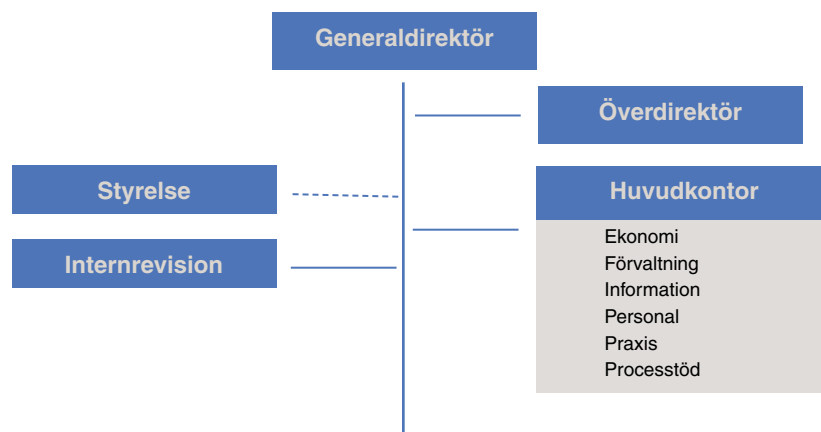 Generaldirektör
Överdirektör
Styrelse
Huvudkontor
Internrevision
Ekonomi
Förvaltning
Information
Personal
Praxis
Processtöd